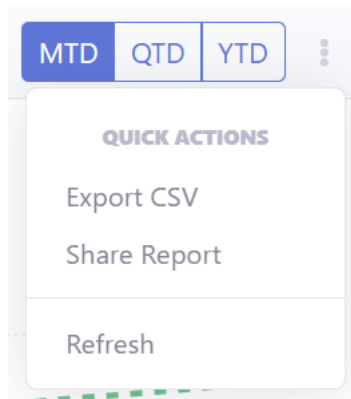 MTD QTD YTD
QUICK ACTIONS
Export CSV
Share Report
Refresh